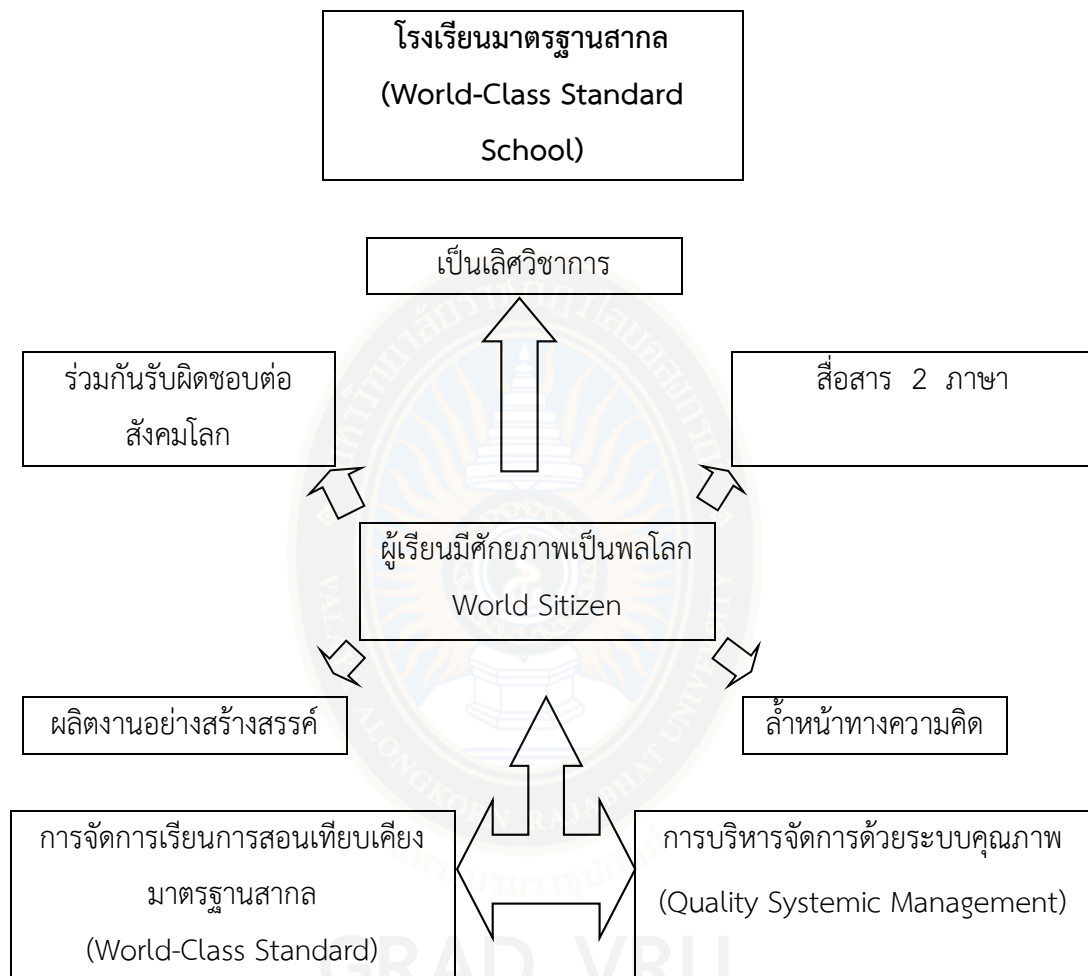 โรงเรียนมาตรฐานสากล
(World-Class Standard
School)
เป็นเลิศวิชาการ
ร่วมกันรับผิดชอบต่อ
สังคมโลก
สื่อสาร 2 ภาษา
ผู้เรียนมีศักยภาพเป็นพลโลก
World Sitizen
ผลิตงานอย่างสร้างสรรค์
ล้ำหน้าทางความคิด
การจัดการเรียนการสอนเทียบเคียง
มาตรฐานสากล
(World-Class Standard)
การบริหารจัดการด้วยระบบคุณภาพ
(Quality Systemic Management)
GRAD VRU